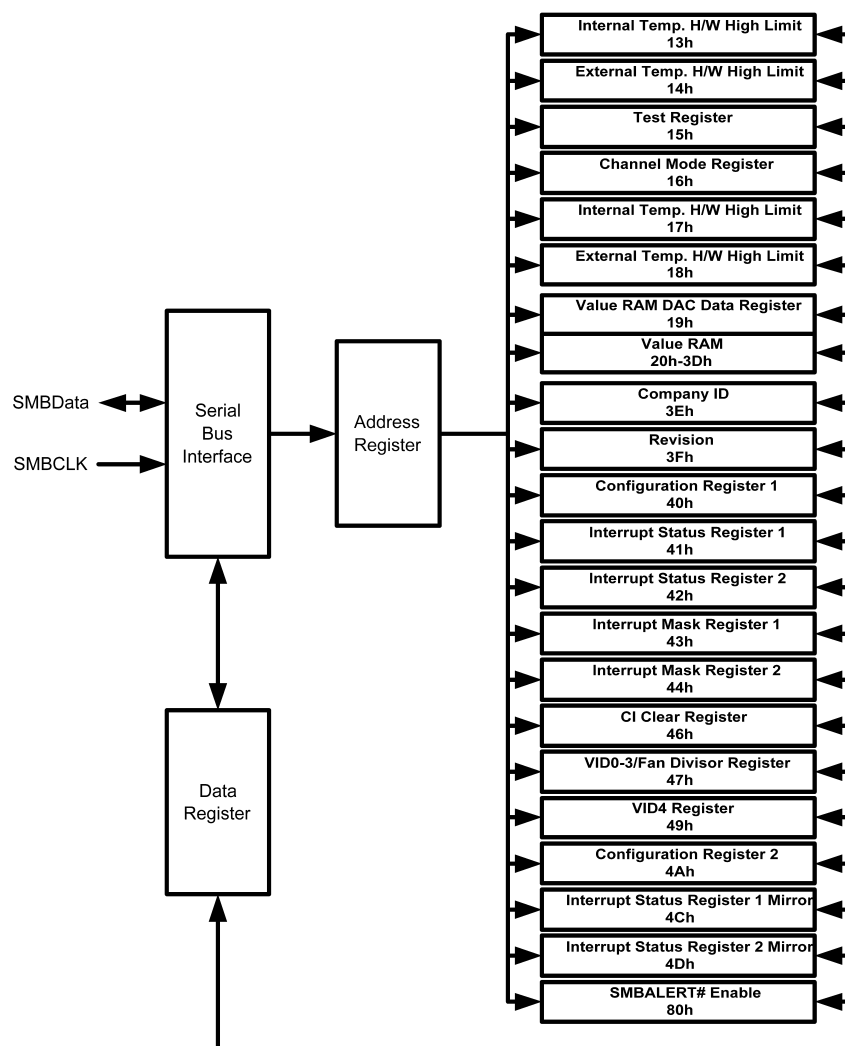 Internal Temp. H/W High Limit
13h
External Temp. H/W High Limit
14h
Test Register
15h
Channel Mode Register
16h
Internal Temp. H/W High Limit
17h
External Temp. H/W High Limit
18h
Value RAM DAC Data Register
19h
Value RAM
20h-3Dh
Company ID
3Eh
Revision
3Fh
Configuration Register 1
40h
Interrupt Status Register 1
41h
Interrupt Status Register 2
42h
Interrupt Mask Register 1
43h
Interrupt Mask Register 2
44h
CI Clear Register
46h
VID0-3/Fan Divisor Register
47h
VID4 Register
49h
Configuration Register 2
4Ah
Interrupt Status Register 1 Mirror
4Ch
Interrupt Status Register 2 Mirror
4Dh
SMBALERT# Enable
80h
SMBData
SMBCLK
Serial
Bus
Interface
Address
Register
Data
Register